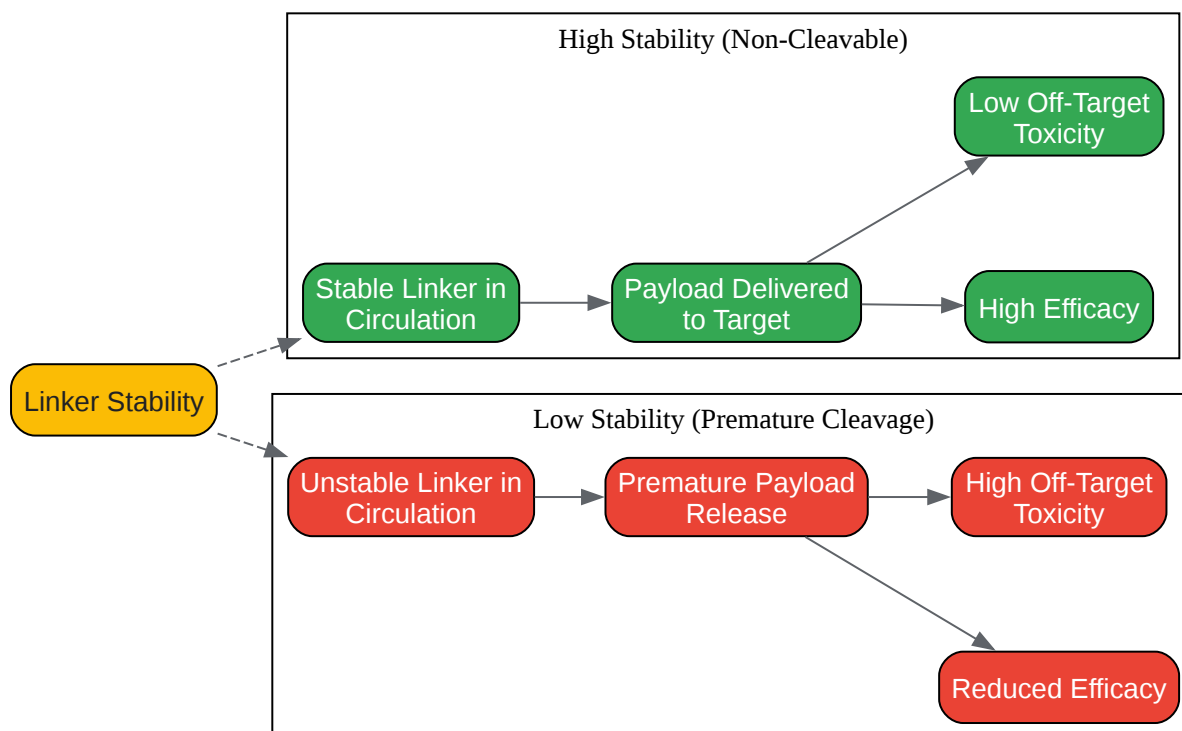 High Stability (Non-Cleavable)
Low Off-Target
Toxicity
Stable Linker in
Circulation
Payload Delivered
to Target
High Efficacy
Linker Stability
Low Stability (Premature Cleavage)
Unstable Linker in
Circulation
Premature Payload
Release
High Off-Target
Toxicity
Reduced Efficacy